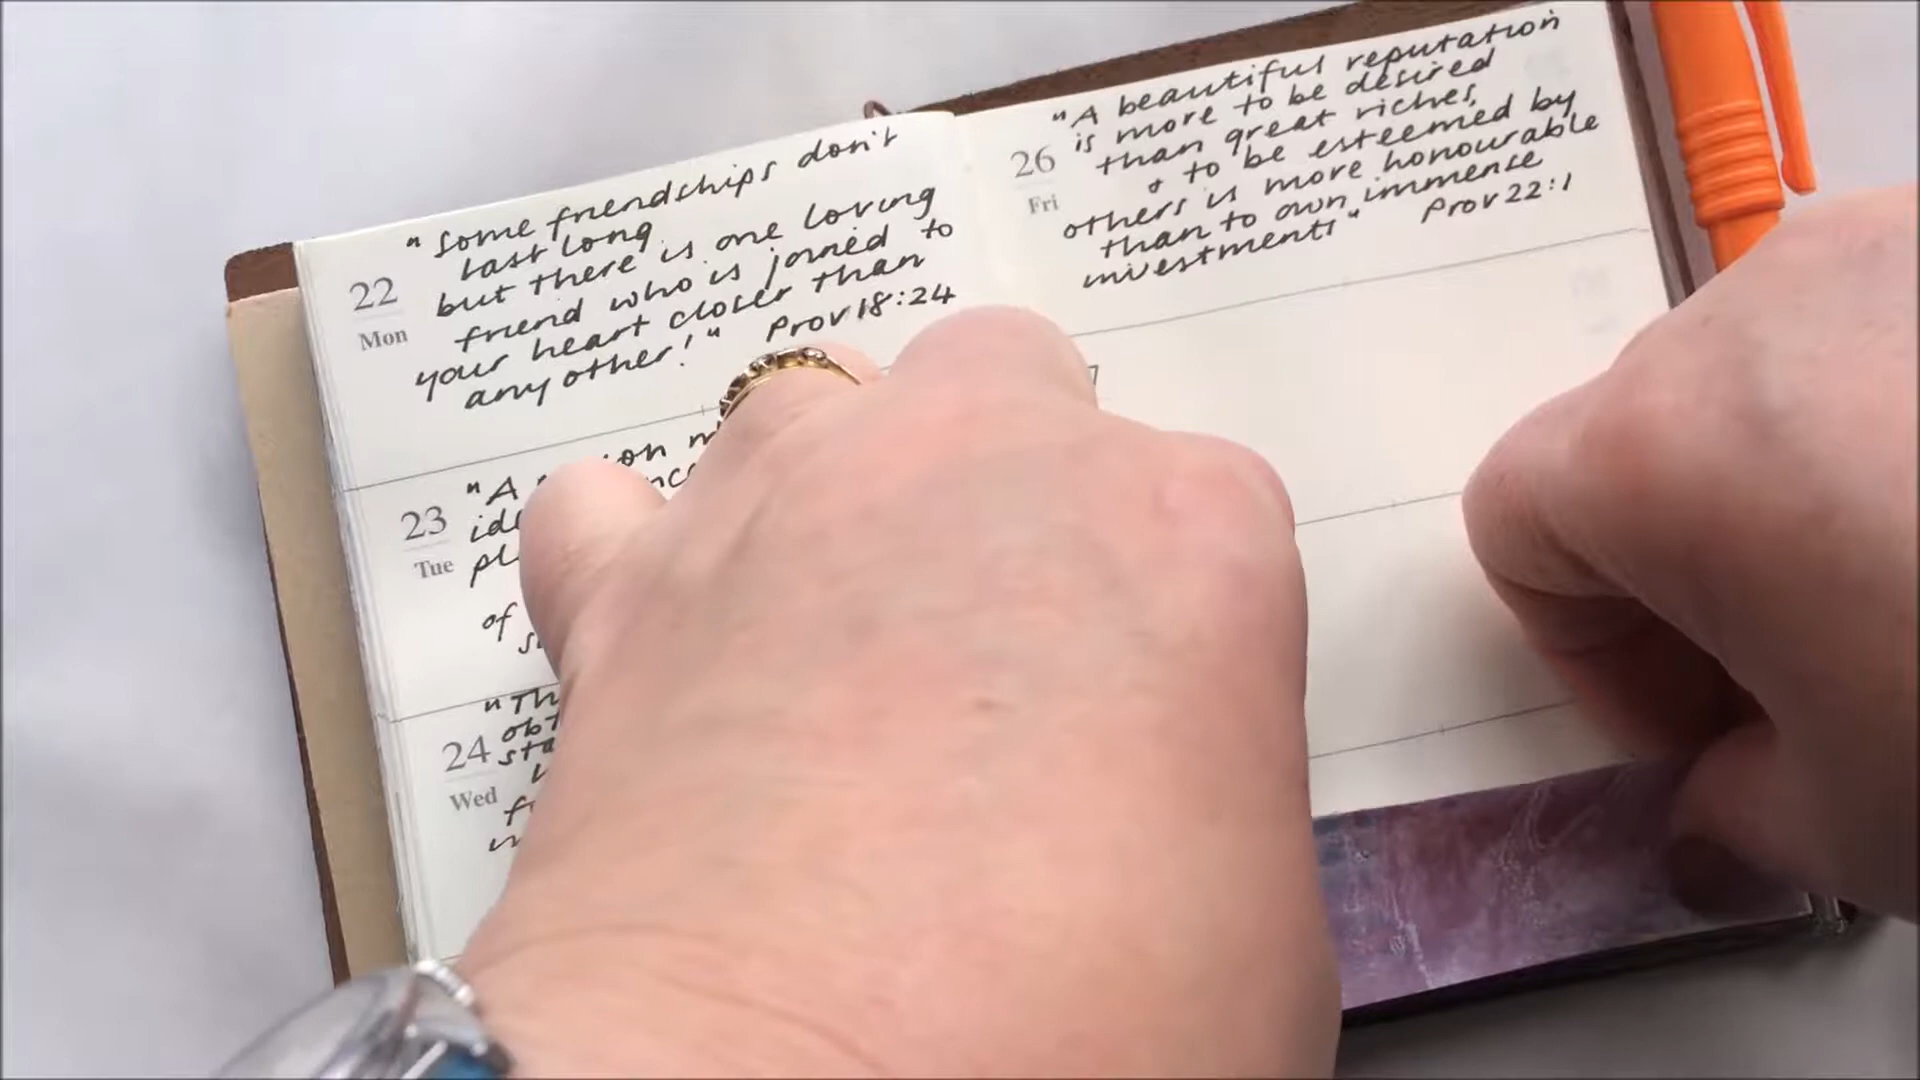 "Some friendships don't
last long
but there is one loving
friend who is joined to
your heart closer than
any other!" Prov 18:24
22
Mon
"A
23
Tue
of
24
Wed
"A beautiful reputation
is more to be desired
than great riches,
& to be esteemed by
others is more honourable
than to own immense
investments" Prov 22:1
26
Fri